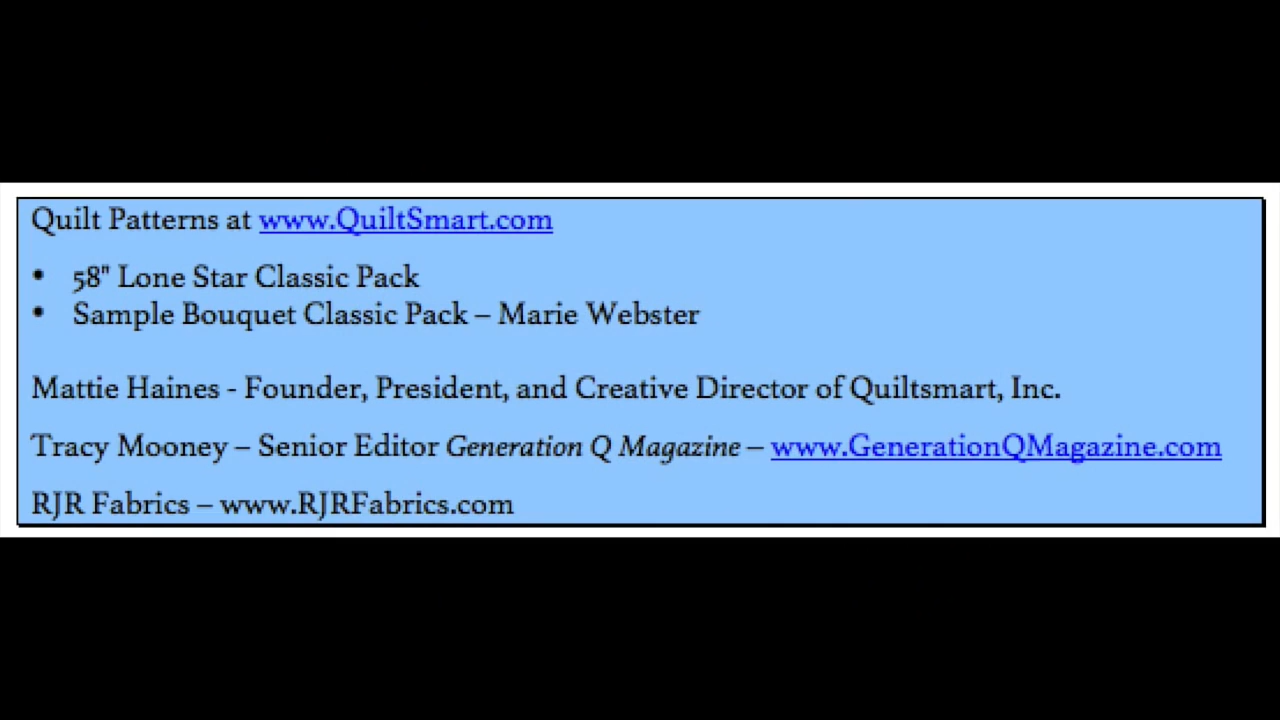 Quilt Patterns at www.QuiltSmart.com
• 58" Lone Star Classic Pack
• Sample Bouquet Classic Pack – Marie Webster
Mattie Haines - Founder, President, and Creative Director of Quiltsmart, Inc.
Tracy Mooney – Senior Editor Generation Q Magazine – www.GenerationQMagazine.com
RJR Fabrics – www.RJRFabrics.com